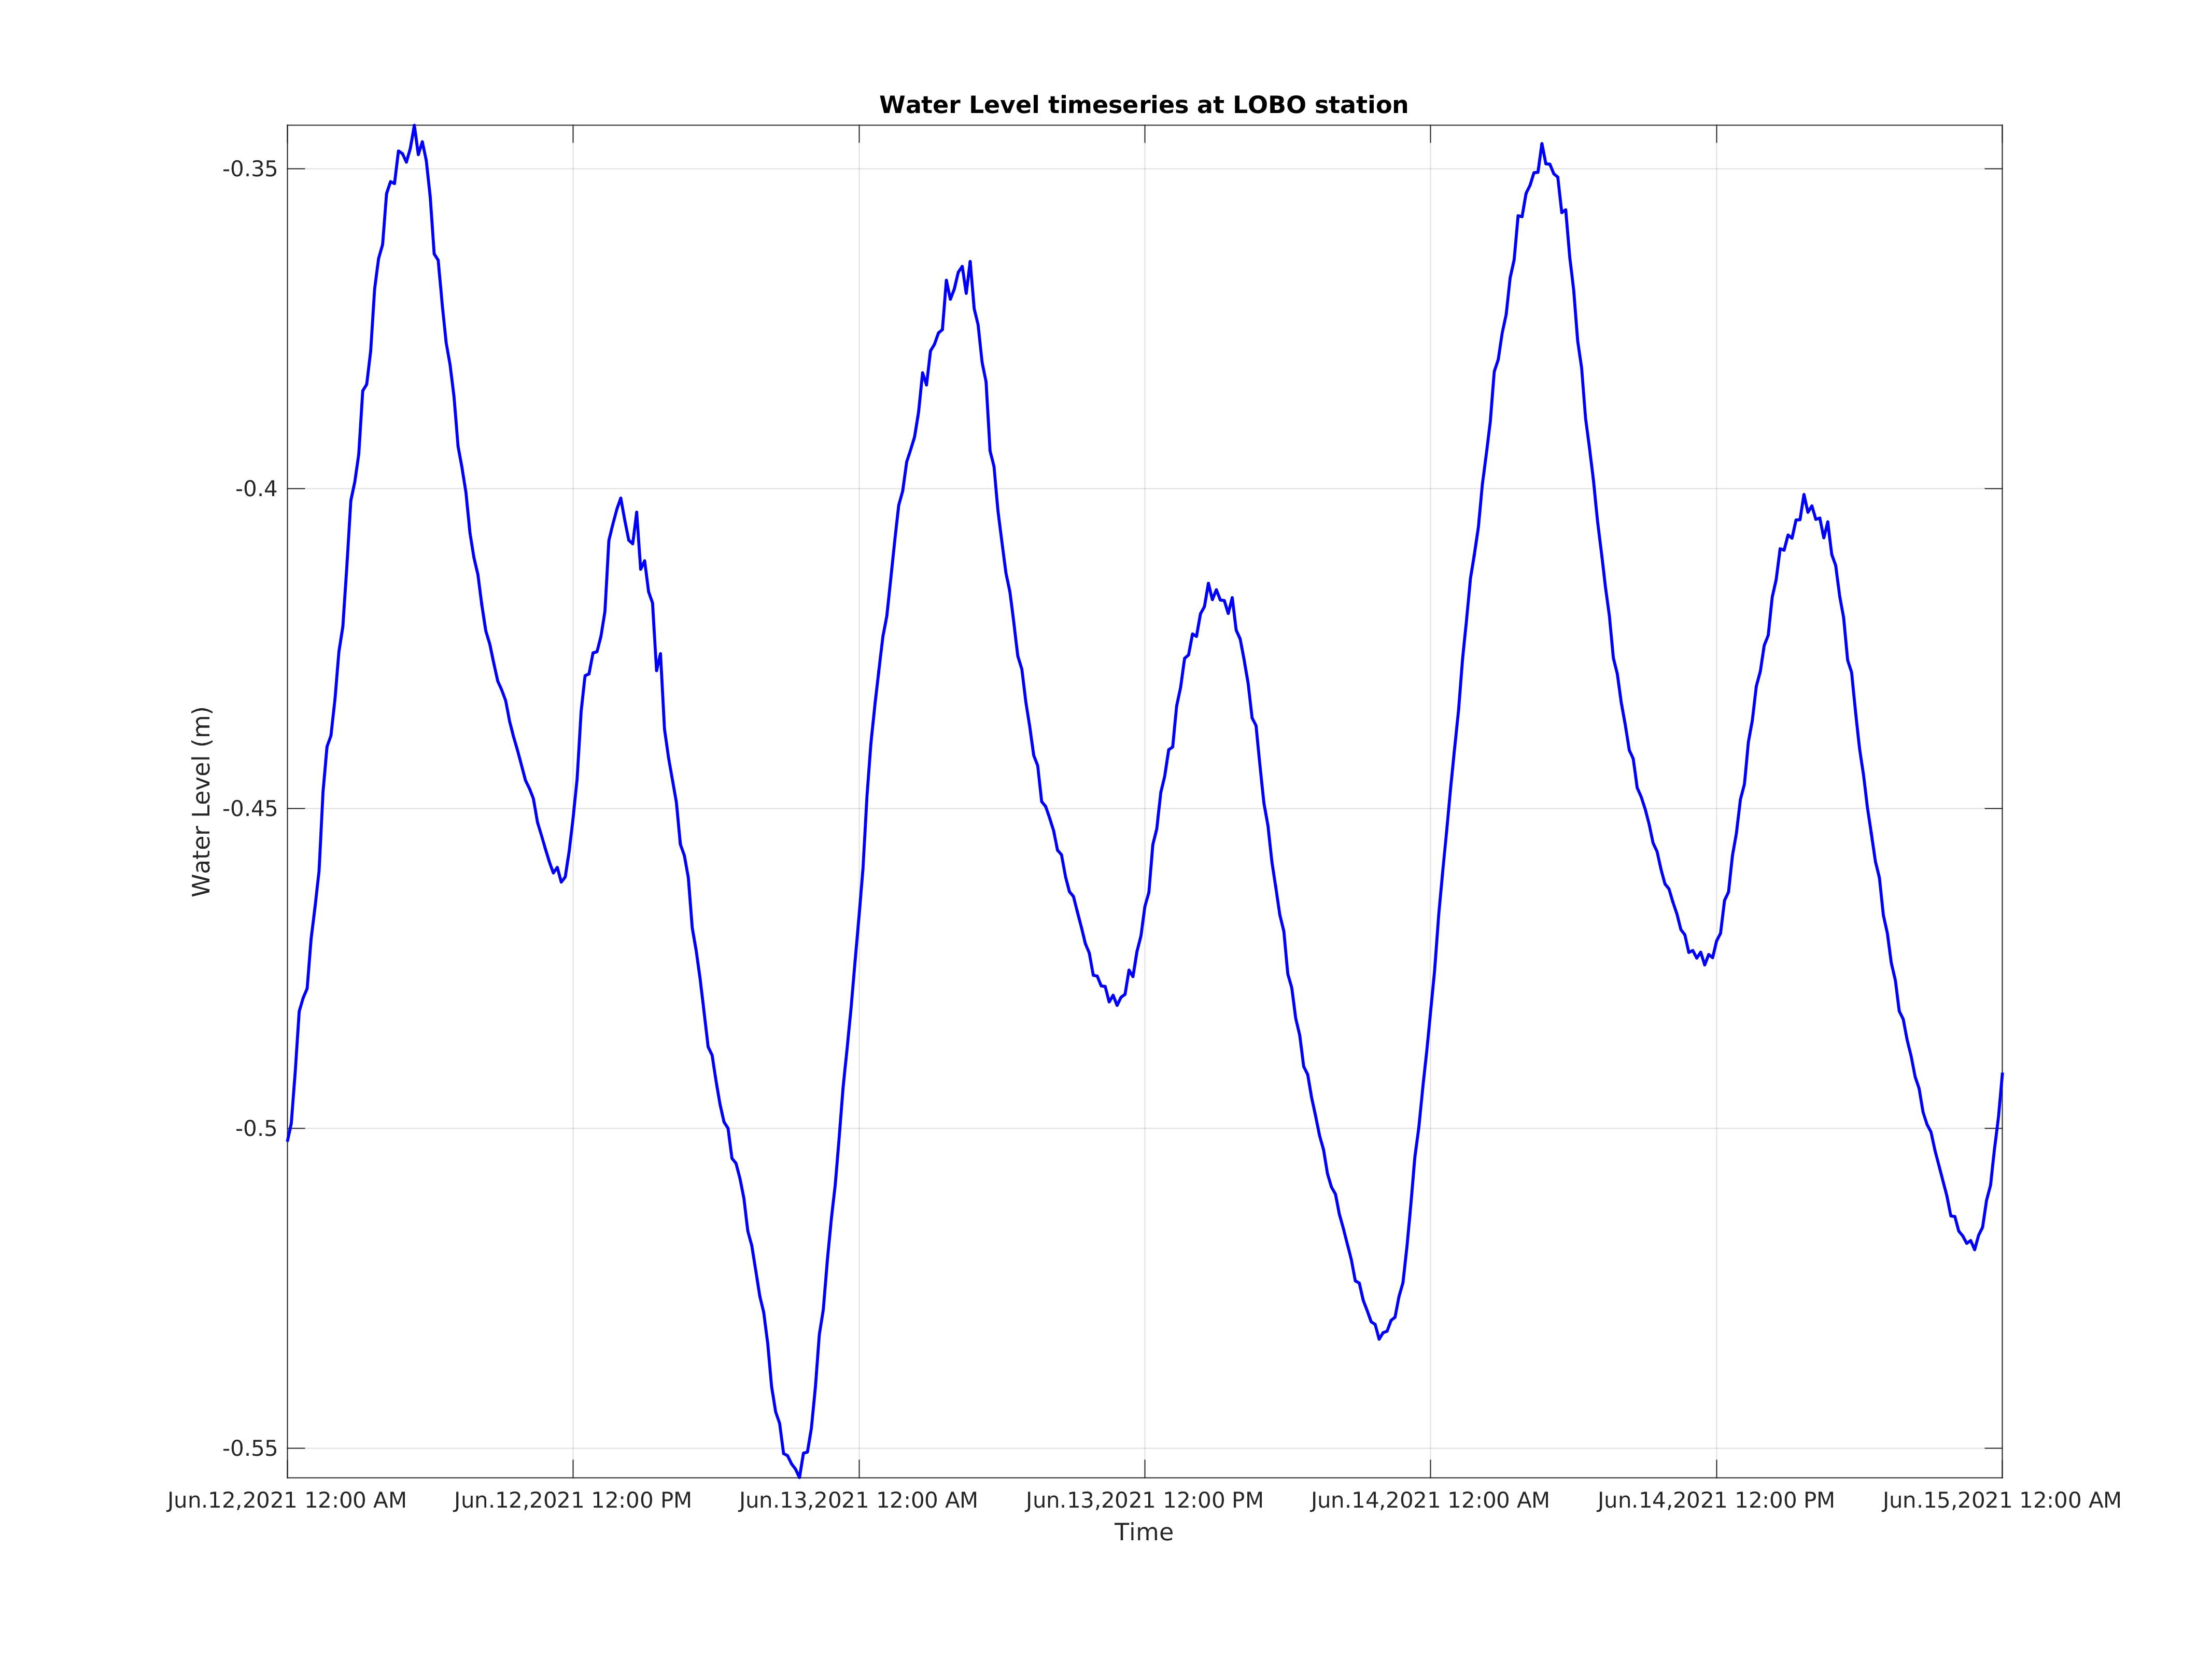 Water Level timeseries at LOBO station
-0.35
-0.4
-0.45
-0.5
-0.55
Water Level (m)
Jun.12,2021 12:00 AM
Jun.12,2021 12:00 PM
Jun.13,2021 12:00 AM
Jun.13,2021 12:00 PM
Jun.14,2021 12:00 AM
Jun.14,2021 12:00 PM
Jun.15,2021 12:00 AM
Time